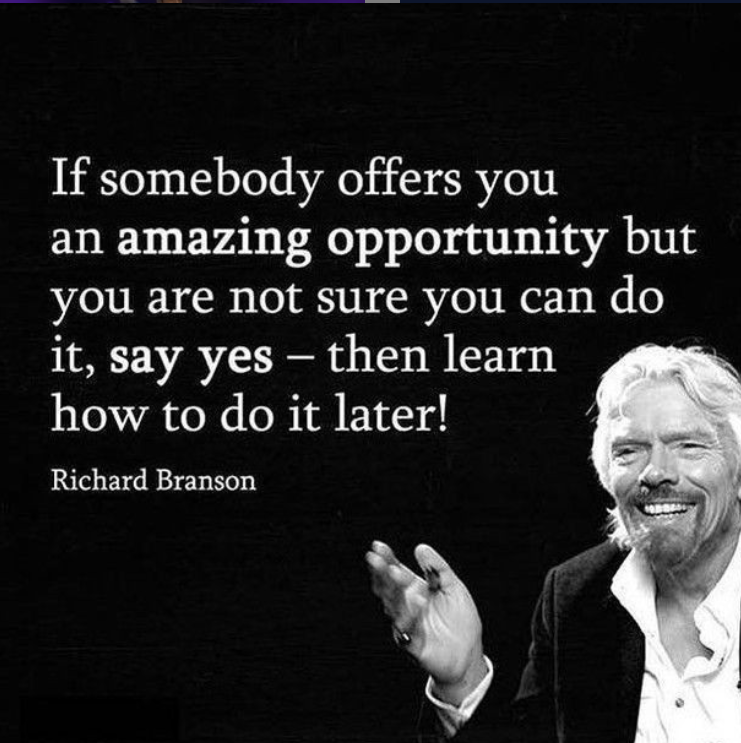 If somebody offers you
an amazing opportunity but
you are not sure you can do
it, say yes – then learn
how to do it later!
Richard Branson